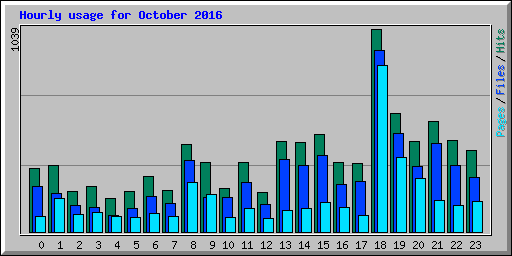 Hourly usage for October 2016
1039
Pages/Files/Hits
0 1 2 3 4 5 6 7 8 9 10 11 12 13 14 15 16 17 18 19 20 21 22 23